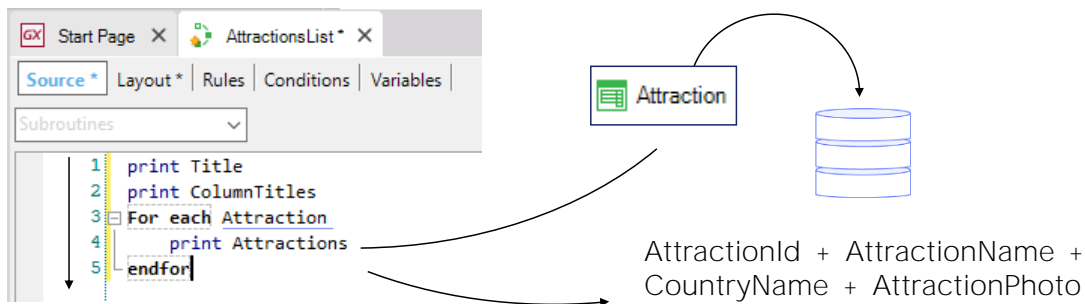 GX Start Page X AttractionsList * X
Source * Layout * Rules Conditions Variables
Subroutines
1 print Title
2 print ColumnTitles
3 For each Attraction
4 print Attractions
5 endfor
Attraction
AttractionId + AttractionName +
CountryName + AttractionPhoto